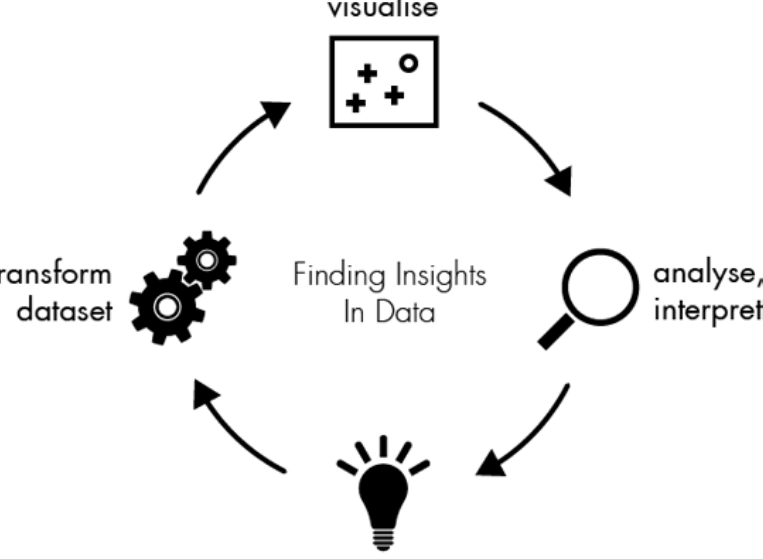 visualise
ransform
dataset
Finding Insights
In Data
analyse,
interpret